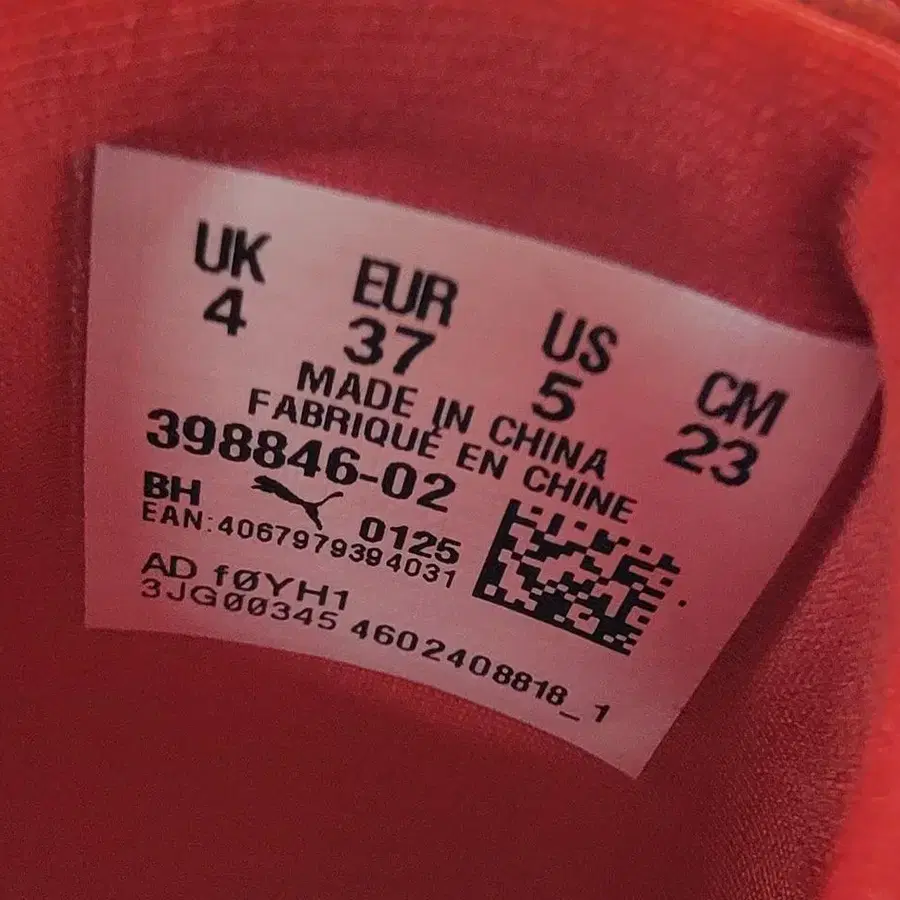 UK EUR US CM
4 37 5 23
MADE IN CHINA
FABRIQUÉ EN CHINE
398846-02
BH 0125
EAN:4067979394031
AD fØYH1
3JG00345 4602408818_1